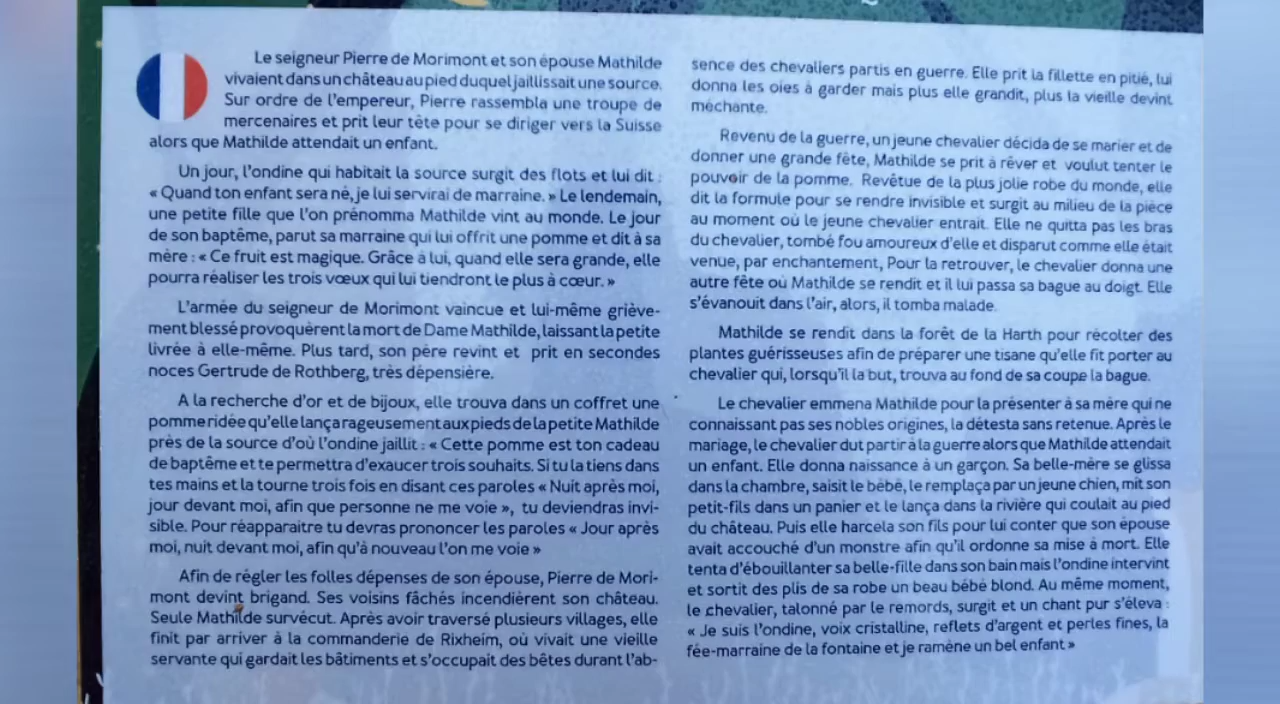 Le seigneur Pierre de Morimont et son épouse Mathilde
vivaient dans un château au pied duquel jaillissait une source.
Sur ordre de l'empereur, Pierre rassembla une troupe de
mercenaires et prit leur tête pour se diriger vers la Suisse
alors que Mathilde attendait un enfant.
Un jour, l'ondine qui habitait la source surgit des flots et lui dit :
« Quand ton enfant sera né, je lui servirai de marraine. » Le lendemain,
une petite fille que l'on prénomma Mathilde vint au monde. Le jour
de son baptême, parut sa marraine qui lui offrit une pomme et dit à sa
mère : « Ce fruit est magique. Grâce à lui, quand elle sera grande, elle
pourra réaliser les trois vœux qui lui tiendront le plus à cœur. »
L'armée du seigneur de Morimont vaincue et lui-même griève-
ment blessé provoquèrent la mort de Dame Mathilde, laissant la petite
livrée à elle-même. Plus tard, son père revint et prit en secondes
noces Gertrude de Rothberg, très dépensière.
A la recherche d'or et de bijoux, elle trouva dans un coffret une
pomme ridée qu'elle lança rageusement aux pieds de la petite Mathilde
près de la source d'où l'ondine jaillit : « Cette pomme est ton cadeau
de baptême et te permettra d'exaucer trois souhaits. Si tu la tiens dans
tes mains et la tourne trois fois en disant ces paroles « Nuit après moi,
jour devant moi, afin que personne ne me voie », tu deviendras invi-
sible. Pour réapparaitre tu devras prononcer les paroles « Jour après
moi, nuit devant moi, afin qu'à nouveau l'on me voie »
Afin de régler les folles dépenses de son épouse, Pierre de Mori-
mont devint brigand. Ses voisins fâchés incendièrent son château.
Seule Mathilde survécut. Après avoir traversé plusieurs villages, elle
finit par arriver à la commanderie de Rixheim, où vivait une vieille
servante qui gardait les bâtiments et s'occupait des bêtes durant l'ab-
sence des chevaliers partis en guerre. Elle prit la fillette en pitié, lui
donna les oies à garder mais plus elle grandit, plus la vieille devint
méchante.
Revenu de la guerre, un jeune chevalier décida de se marier et de
donner une grande fête, Mathilde se prit à rêver et voulut tenter le
pouvoir de la pomme. Revêtue de la plus jolie robe du monde, elle
dit la formule pour se rendre invisible et surgit au milieu de la pièce
au moment où le jeune chevalier entrait. Elle ne quitta pas les bras
du chevalier, tombé fou amoureux d'elle et disparut comme elle était
venue, par enchantement, Pour la retrouver, le chevalier donna une
autre fête où Mathilde se rendit et il lui passa sa bague au doigt. Elle
s'évanouit dans l'air, alors, il tomba malade.
Mathilde se rendit dans la forêt de la Harth pour récolter des
plantes guérisseuses afin de préparer une tisane qu'elle fit porter au
chevalier qui, lorsqu'il la but, trouva au fond de sa coupe la bague.
Le chevalier emmena Mathilde pour la présenter à sa mère qui ne
connaissant pas ses nobles origines, la détesta sans retenue. Après le
mariage, le chevalier dut partir à la guerre alors que Mathilde attendait
un enfant. Elle donna naissance à un garçon. Sa belle-mère se glissa
dans la chambre, saisit le bébé, le remplaça par un jeune chien, mit son
petit-fils dans un panier et le lança dans la rivière qui coulait au pied
du château. Puis elle harcela son fils pour lui conter que son épouse
avait accouché d'un monstre afin qu'il ordonne sa mise à mort. Elle
tenta d'ébouillanter sa belle-fille dans son bain mais l'ondine intervint
et sortit des plis de sa robe un beau bébé blond. Au même moment,
le chevalier, talonné par le remords, surgit et un chant pur s'éleva :
« Je suis l'ondine, voix cristalline, reflets d'argent et perles fines, la
fée-marraine de la fontaine et je ramène un bel enfant »